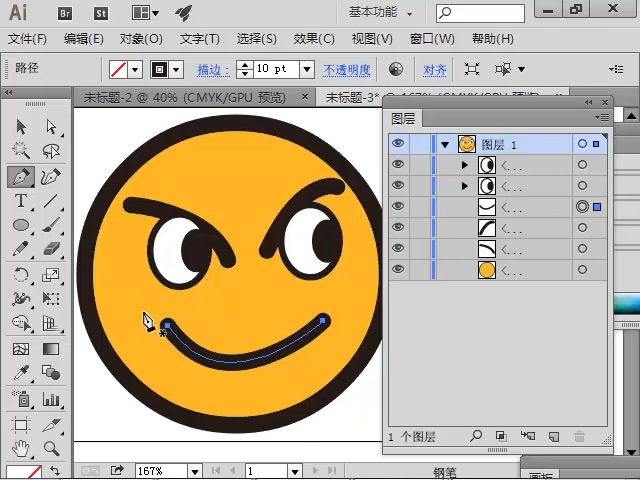 Ai Br St 基本功能
文件(F) 编辑(E) 对象(O) 文字(T) 选择(S) 效果(C) 视图(V) 窗口(W) 帮助(H)
路径 描边: 10 pt 不透明度 对齐
未标题-2 @ 40% (CMYK/GPU 预览) × 未标题-3* @ 167% (CMYK/GPU 预览)
图层
图层 1
<...
<...
<...
<...
<...
<...
1 个图层
167% 1 钢笔
画板